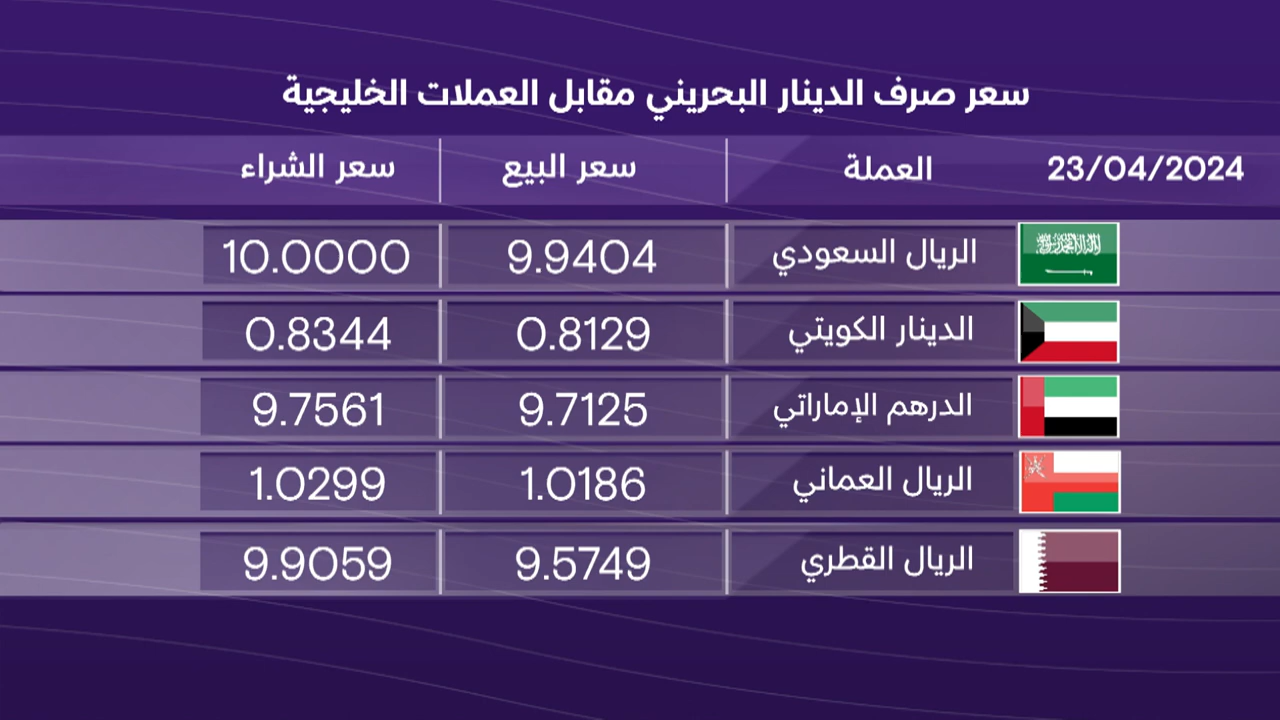 سعر صرف الدينار البحريني مقابل العملات الخليجية
23/04/2024 العملة سعر البيع سعر الشراء
الريال السعودي 9.9404 10.0000
الدينار الكويتي 0.8129 0.8344
الدرهم الإماراتي 9.7125 9.7561
الريال العماني 1.0186 1.0299
الريال القطري 9.5749 9.9059